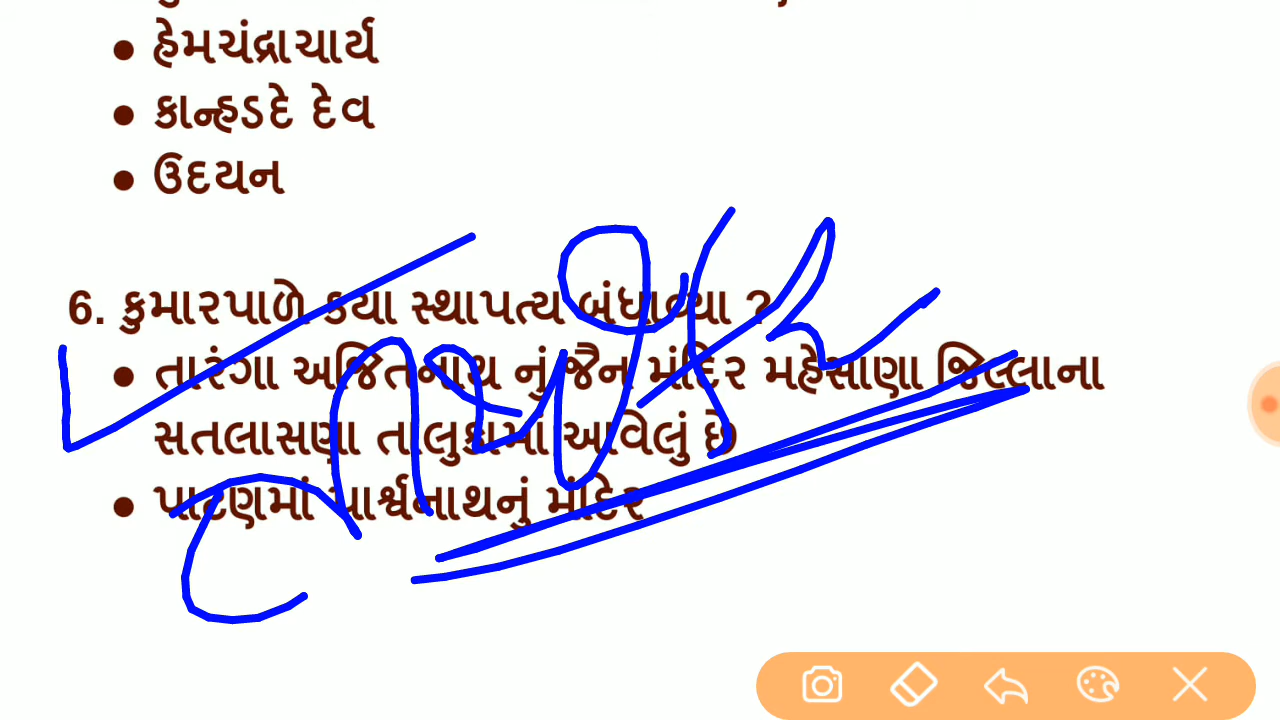 હેમચંદ્રાચાર્ય
કાન્હડદે દેવ
ઉદયન
6. કુમારપાળે કયા સ્થાપત્ય બંધાવ્યા ?
તારંગા અજિતનાથ નું જૈન મંદિર મહેસાણા જિલ્લાના
સતલાસણા તાલુકામાં આવેલું છે
પાટણમાં પાર્શ્વનાથનું મંદિર